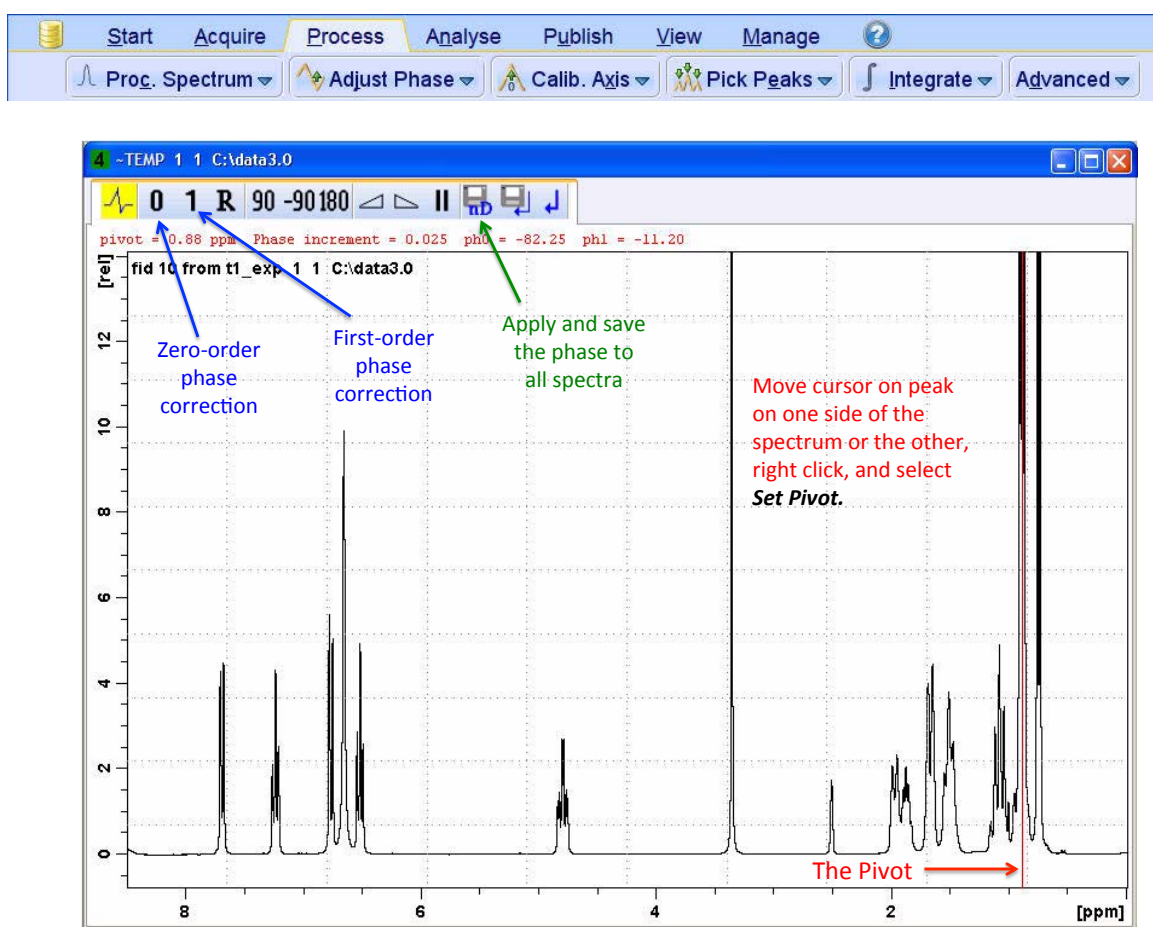 Start Acquire Process Analyse Publish View Manage ?
Proc. Spectrum Adjust Phase Calib. Axis Pick Peaks Integrate Advanced
4 ~TEMP 1 1 C:\data3.0
0 1 R 90 -90 180 nD
pivot = 0.88 ppm Phase increment = 0.025 ph0 = -82.25 ph1 = -11.20
fid 10 from t1_exp 1 1 C:\data3.0
[rel]
12
10
8
6
4
2
0
Zero-order
phase
correction
First-order
phase
correction
Apply and save
the phase to
all spectra
Move cursor on peak
on one side of the
spectrum or the other,
right click, and select
Set Pivot.
The Pivot
8 6 4 2 [ppm]